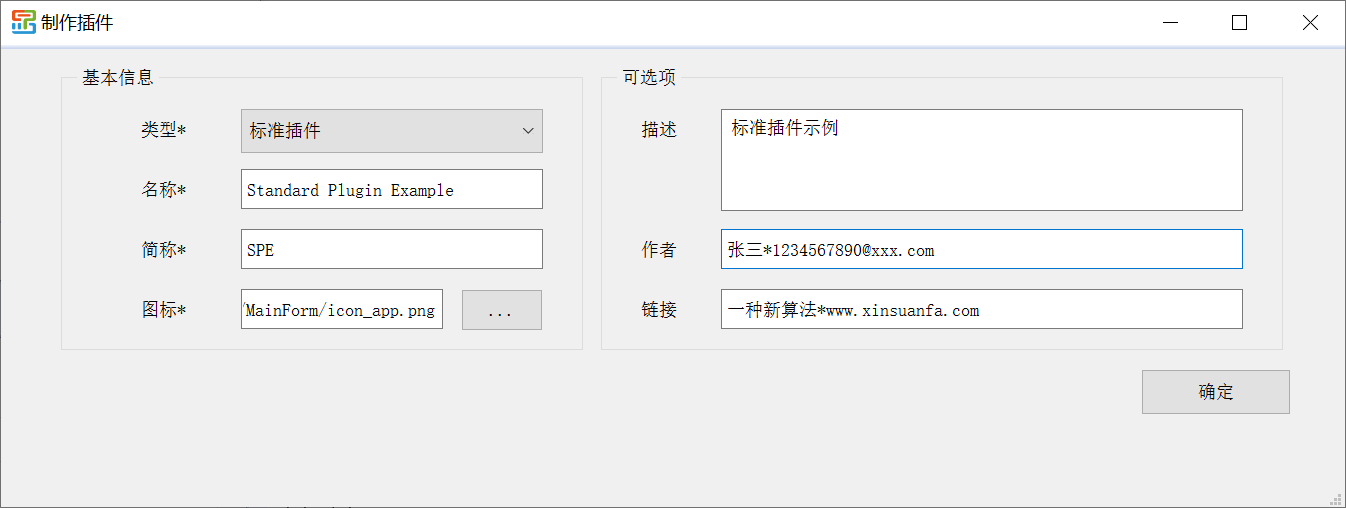 制作插件
基本信息
类型*
标准插件
名称*
Standard Plugin Example
简称*
SPE
图标*
/MainForm/icon_app.png
...
可选项
描述
标准插件示例
作者
张三*1234567890@xxx.com
链接
一种新算法*www.xinsuanfa.com
确定